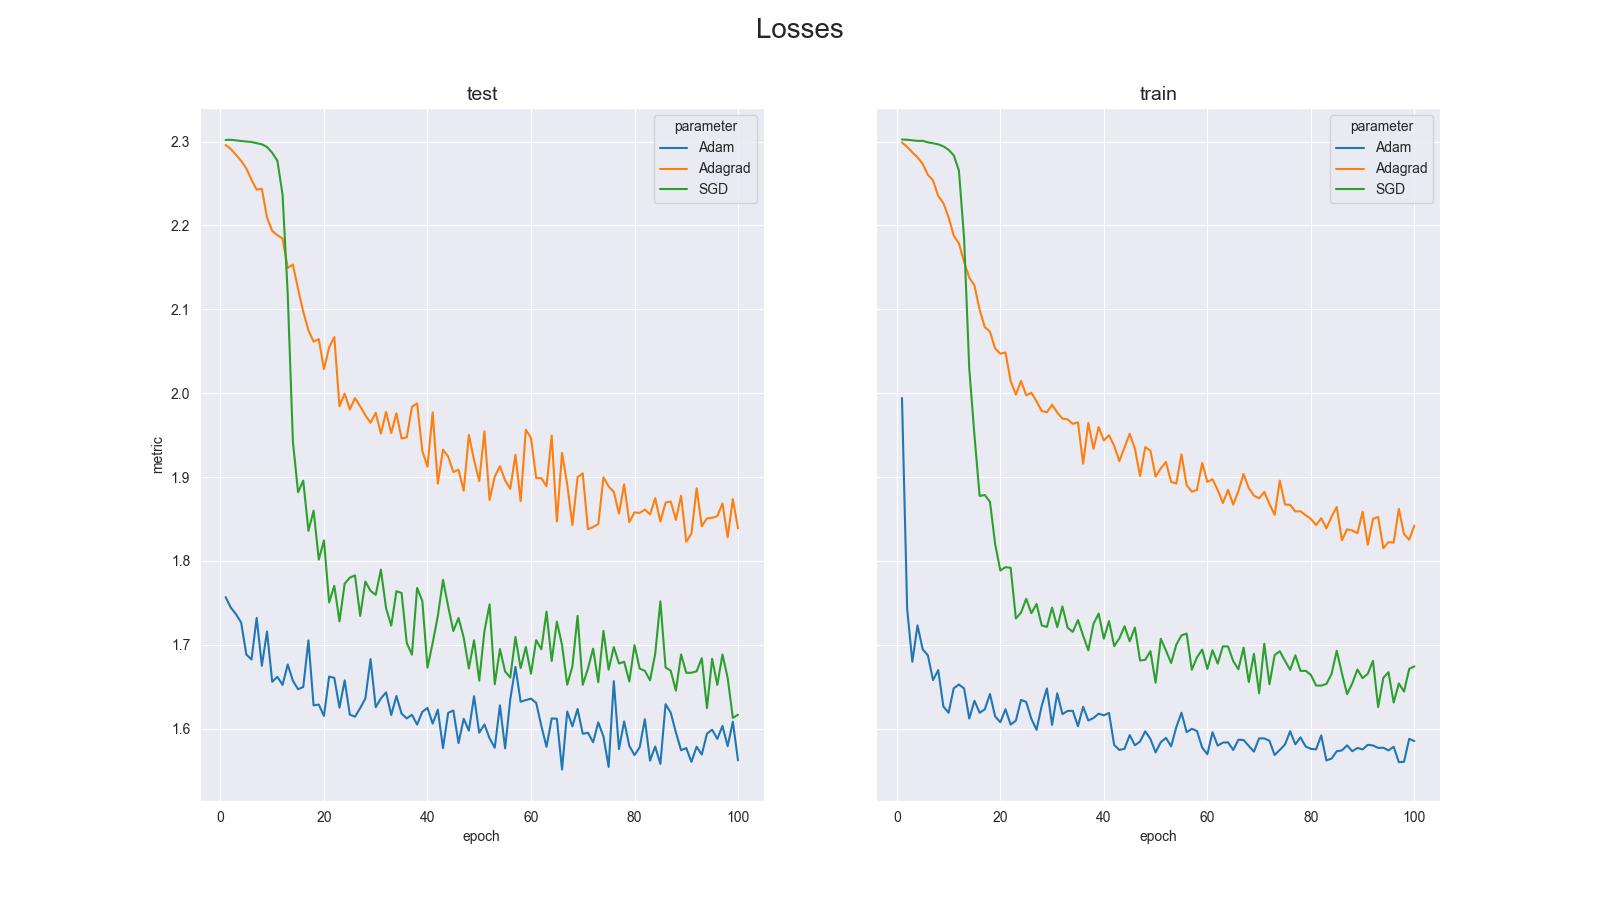 Losses
test
train
parameter
Adam
Adagrad
SGD
parameter
Adam
Adagrad
SGD
metric
2.3
2.2
2.1
2.0
1.9
1.8
1.7
1.6
0 20 40 60 80 100
epoch
0 20 40 60 80 100
epoch